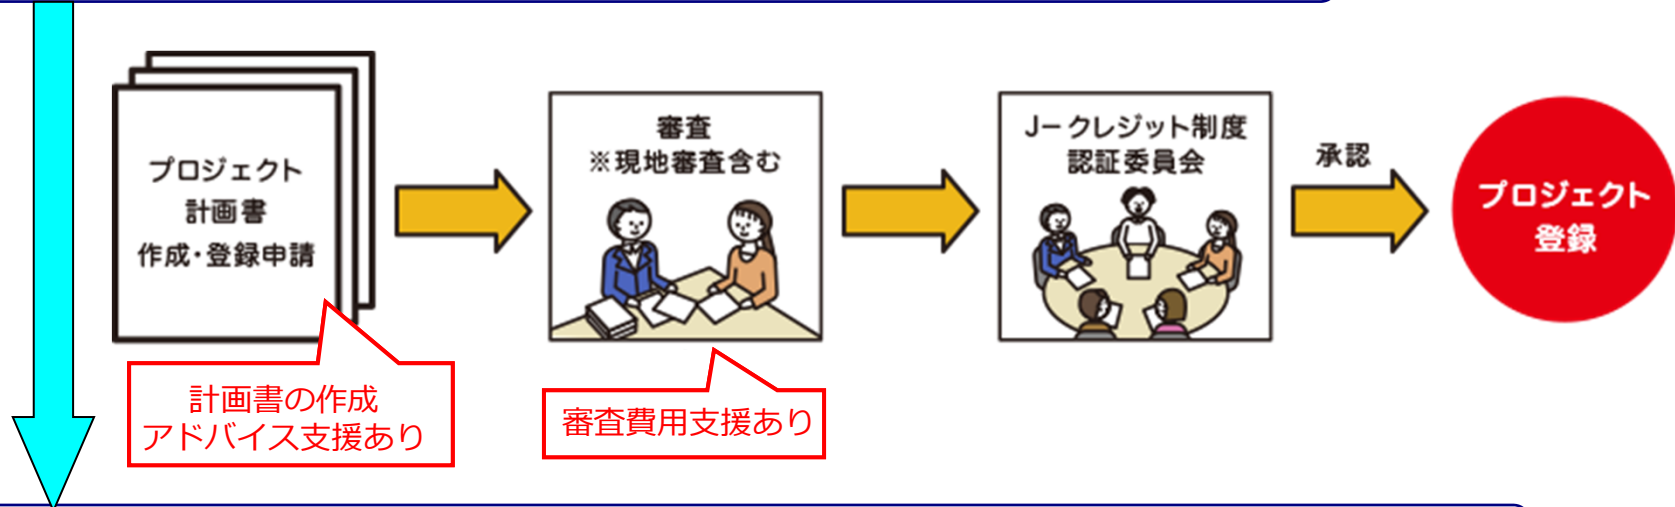 プロジェクト
計画書
作成・登録申請
計画書の作成
アドバイス支援あり
審査
※現地審査含む
審査費用支援あり
J－クレジット制度
認証委員会
承認
プロジェクト
登録